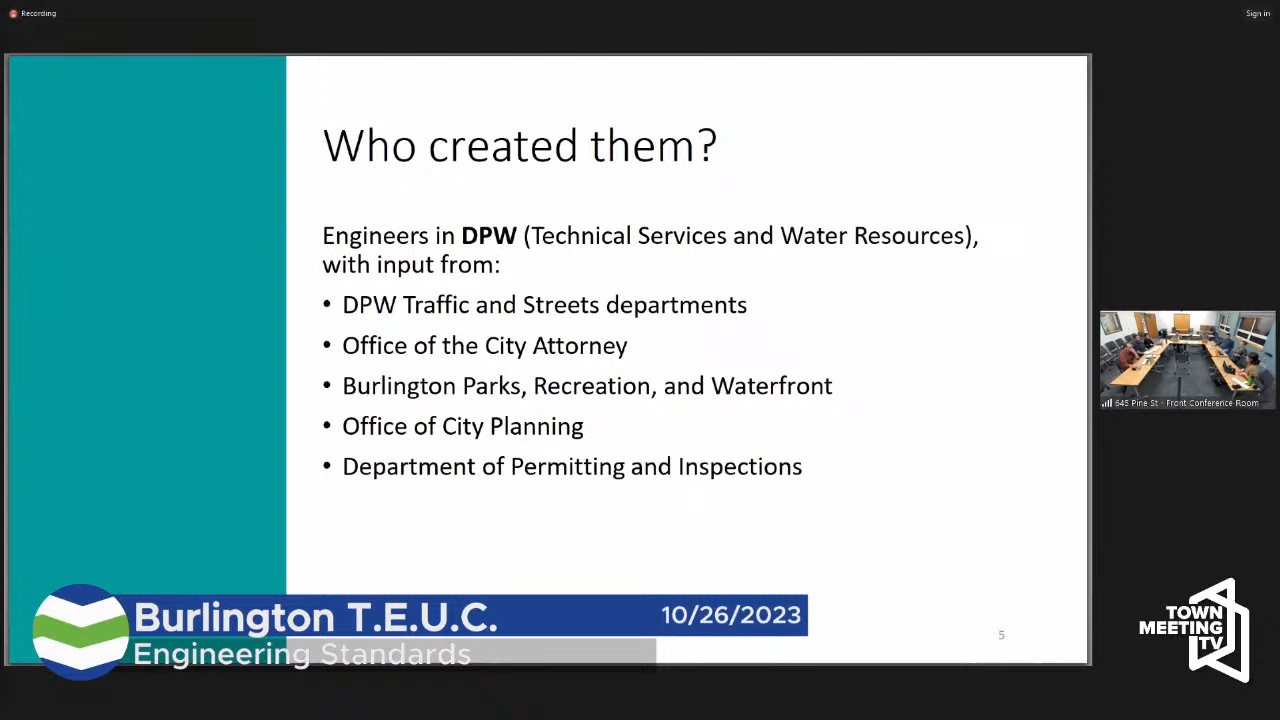 Recording
Sign in
Who created them?
Engineers in DPW (Technical Services and Water Resources),
with input from:
• DPW Traffic and Streets departments
• Office of the City Attorney
• Burlington Parks, Recreation, and Waterfront
• Office of City Planning
• Department of Permitting and Inspections
645 Pine St - Front Conference Room
Burlington T.E.U.C.
10/26/2023
Engineering Standards
5
TOWN
MEETING
TV